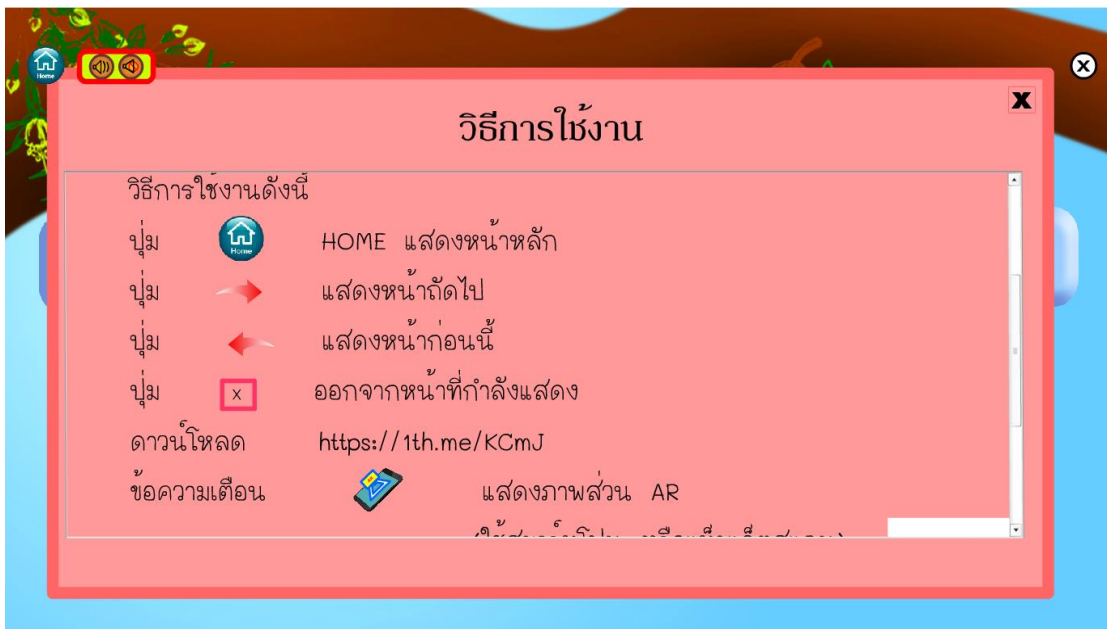 Home
X
X
วิธีการใช้งาน
วิธีการใช้งานดังนี้
ปุ่ม Home HOME แสดงหน้าหลัก
ปุ่ม แสดงหน้าถัดไป
ปุ่ม แสดงหน้าก่อนนี้
ปุ่ม X ออกจากหน้าที่กำลังแสดง
ดาวน์โหลด https://1th.me/KCmJ
ข้อความเตือน แสดงภาพส่วน AR